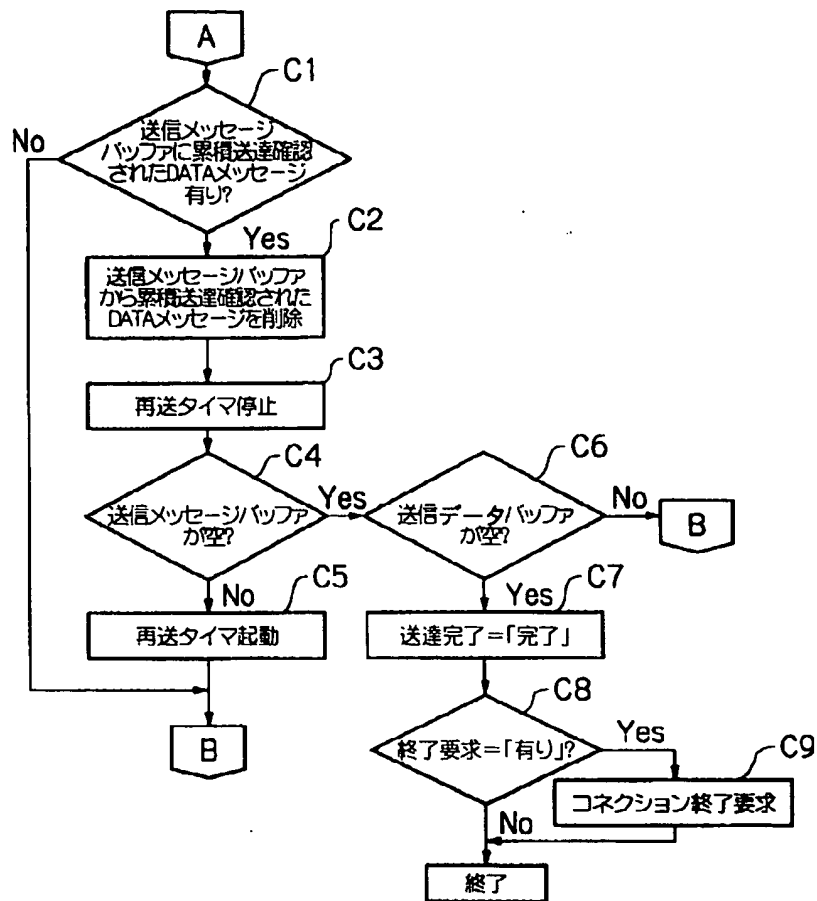 A
C1
送信メッセージ
バッファに累積送達確認
されたDATAメッセージ
有り?
No
Yes
C2
送信メッセージバッファ
から累積送達確認された
DATAメッセージを削除
C3
再送タイマ停止
C4
送信メッセージバッファ
が空?
Yes
C6
送信データバッファ
が空?
No
B
No
C5
再送タイマ起動
B
Yes
C7
送達完了=「完了」
C8
終了要求=「有り」?
Yes
C9
コネクション終了要求
No
終了